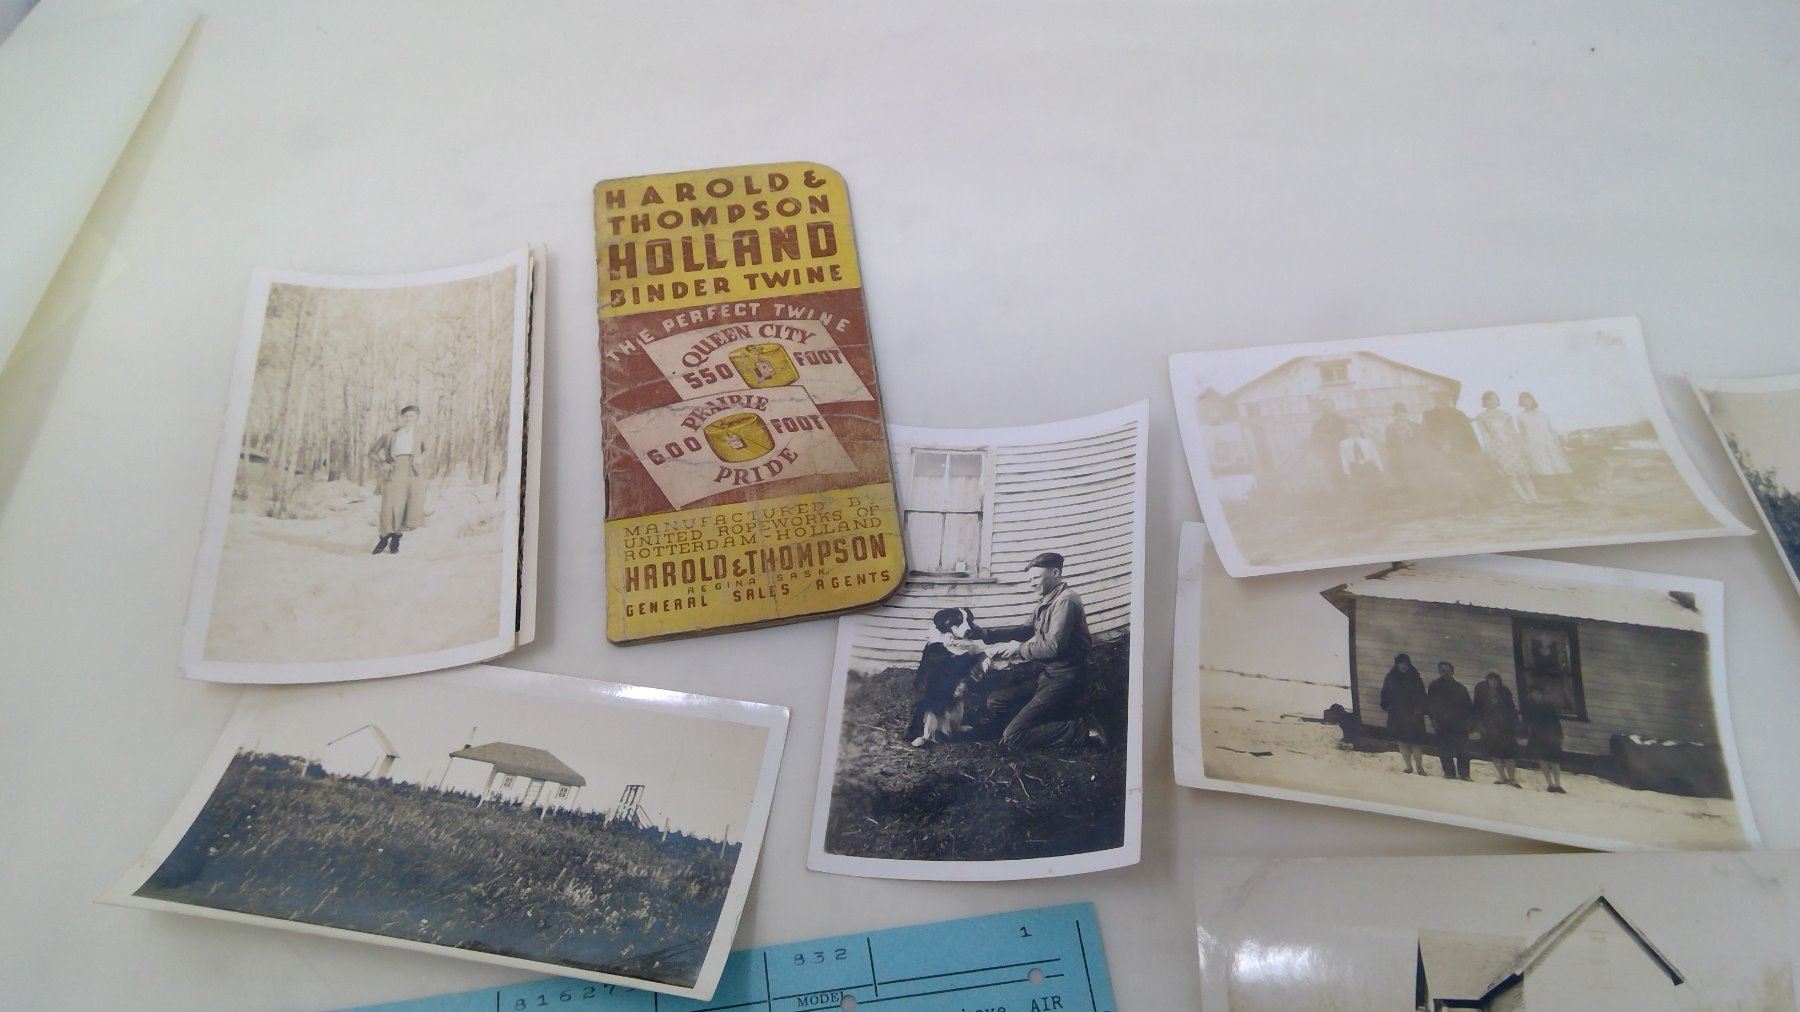 HAROLD &
THOMPSON
HOLLAND
BINDER TWINE
THE PERFECT TWINE
QUEEN CITY
550 FOOT
PRAIRIE
600 FOOT
PRIDE
MANUFACTURED BY
UNITED ROPEWORKS OF
ROTTERDAM-HOLLAND
HAROLD & THOMPSON
REGINA SASK.
GENERAL SALES AGENTS
832
1
81627
MODEL
AIR